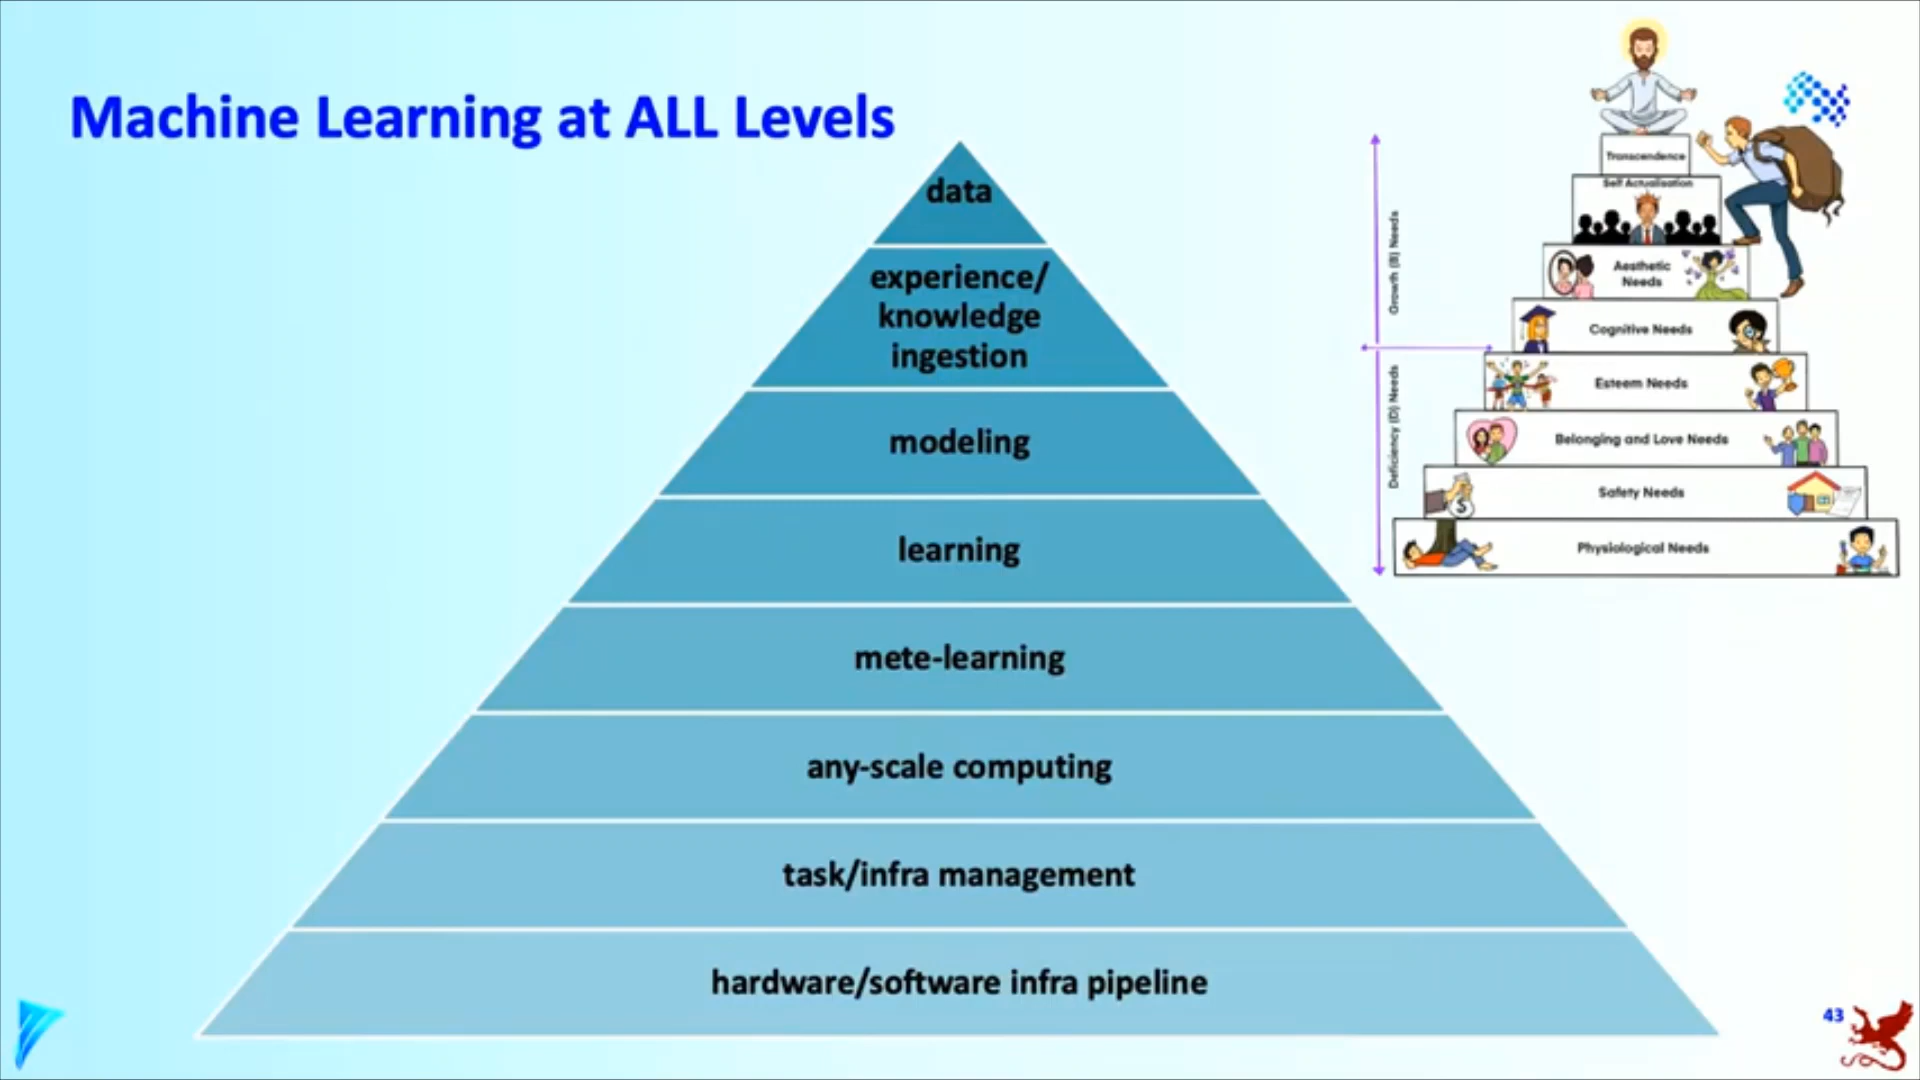 Machine Learning at ALL Levels
data
experience/
knowledge
ingestion
modeling
learning
mete-learning
any-scale computing
task/infra management
hardware/software infra pipeline
Growth (B) Needs
Deficiency (D) Needs
Transcendence
Self Actualisation
Aesthetic
Needs
Cognitive Needs
Esteem Needs
Belonging and Love Needs
Safety Needs
$
Physiological Needs
43